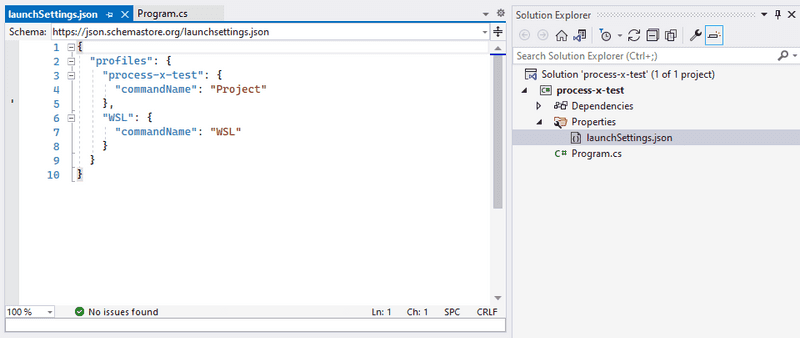 launchSettings.json
Program.cs
Schema: https://json.schemastore.org/launchsettings.json
1 {
2 "profiles": {
3 "process-x-test": {
4 "commandName": "Project"
5 },
6 "WSL": {
7 "commandName": "WSL"
8 }
9 }
10 }
100 %
No issues found
Ln: 1 Ch: 1 SPC CRLF
Solution Explorer
Search Solution Explorer (Ctrl+;)
Solution 'process-x-test' (1 of 1 project)
process-x-test
Dependencies
Properties
launchSettings.json
C# Program.cs